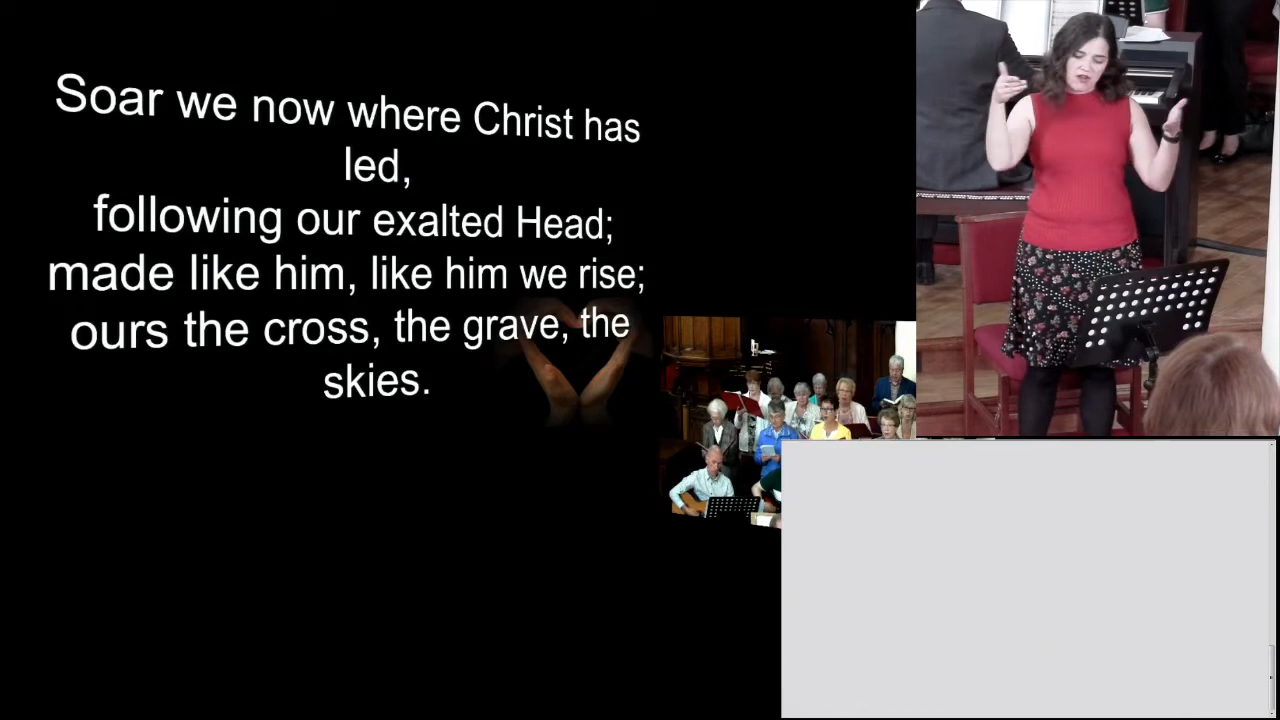 Soar we now where Christ has
led,
following our exalted Head;
made like him, like him we rise;
ours the cross, the grave, the
skies.